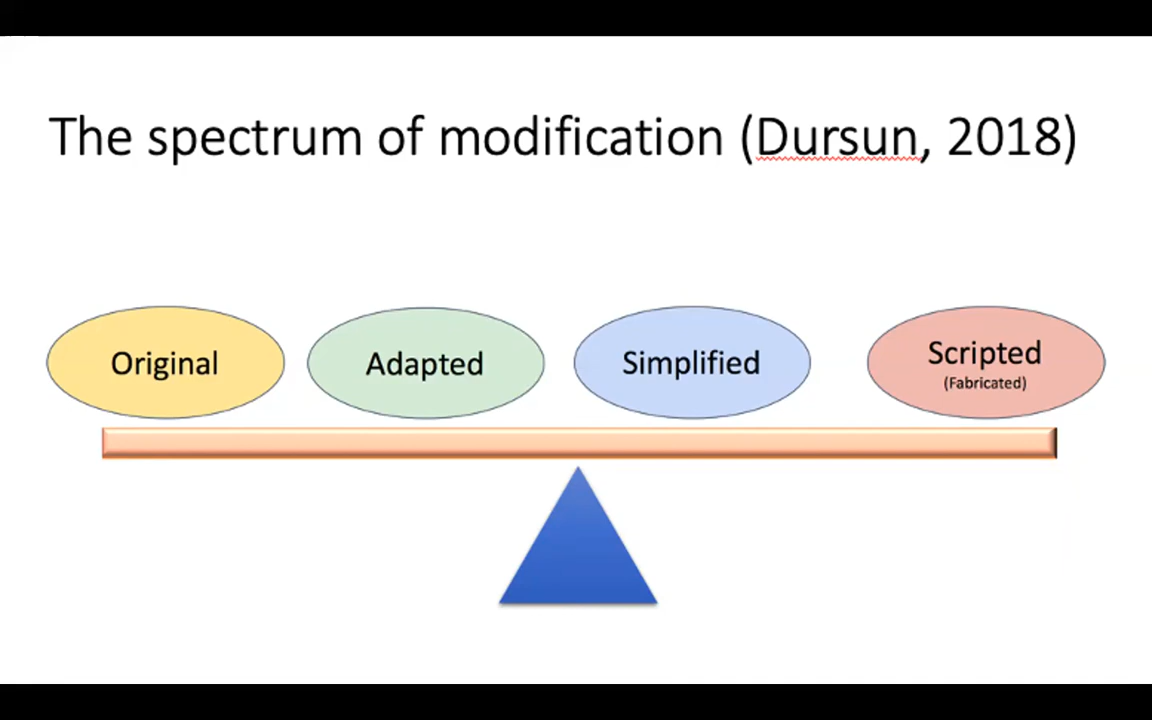 The spectrum of modification (Dursun, 2018)
Original
Adapted
Simplified
Scripted
(Fabricated)